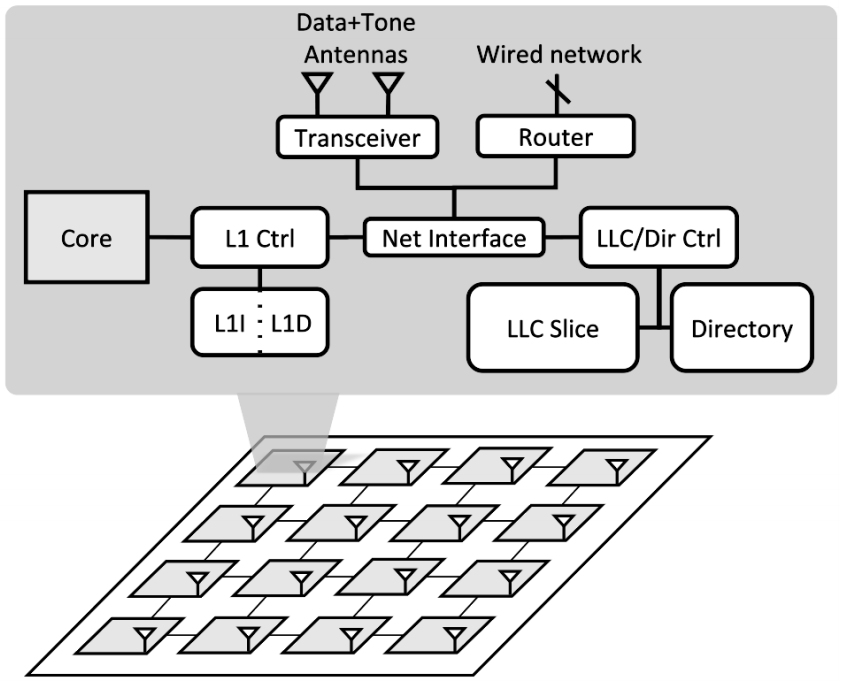 Data+Tone
Antennas
Wired network
Transceiver
Router
Core
L1 Ctrl
Net Interface
LLC/Dir Ctrl
L1I
L1D
LLC Slice
Directory